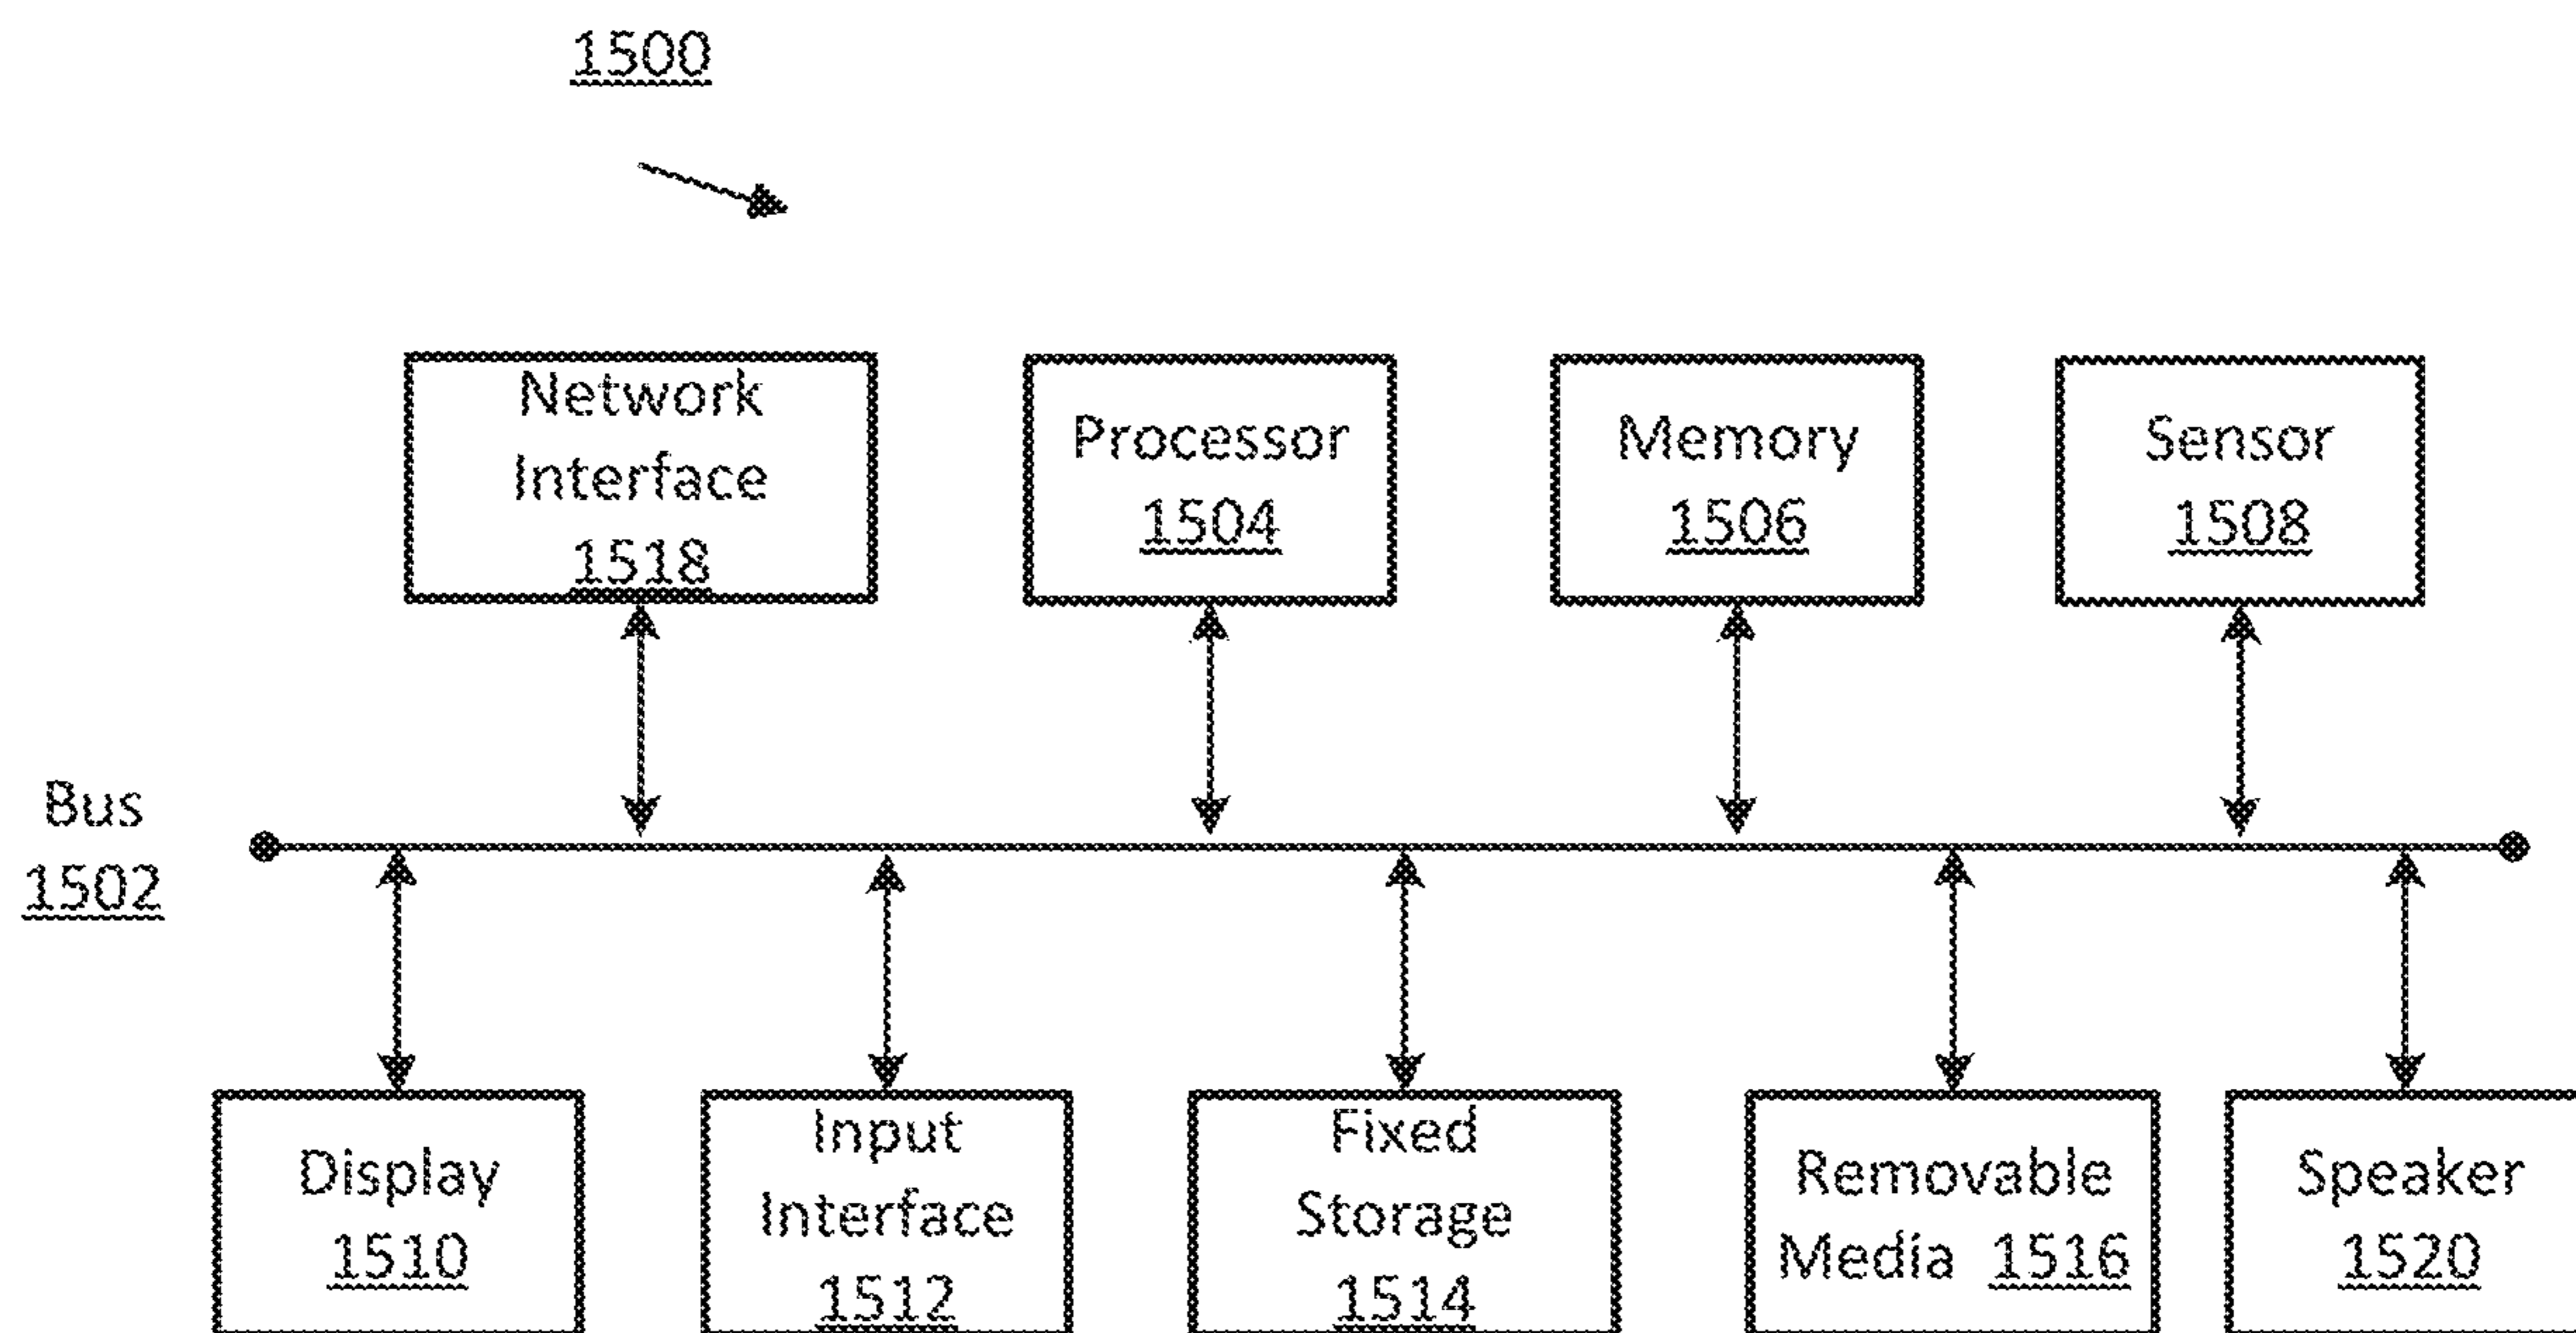 1500
Network
Interface
1518
Processor
1504
Memory
1506
Sensor
1508
Bus
1502
Display
1510
Input
Interface
1512
Fixed
Storage
1514
Removable
Media 1516
Speaker
1520